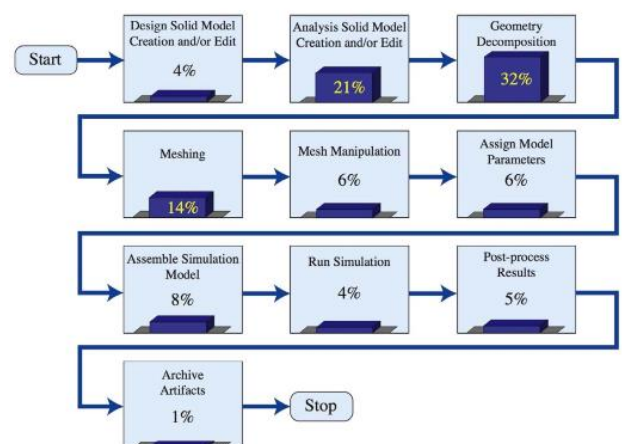 Start
Design Solid Model
Creation and/or Edit
4%
Analysis Solid Model
Creation and/or Edit
21%
Geometry
Decomposition
32%
Meshing
14%
Mesh Manipulation
6%
Assign Model
Parameters
6%
Assemble Simulation
Model
8%
Run Simulation
4%
Post-process
Results
5%
Archive
Artifacts
1%
Stop